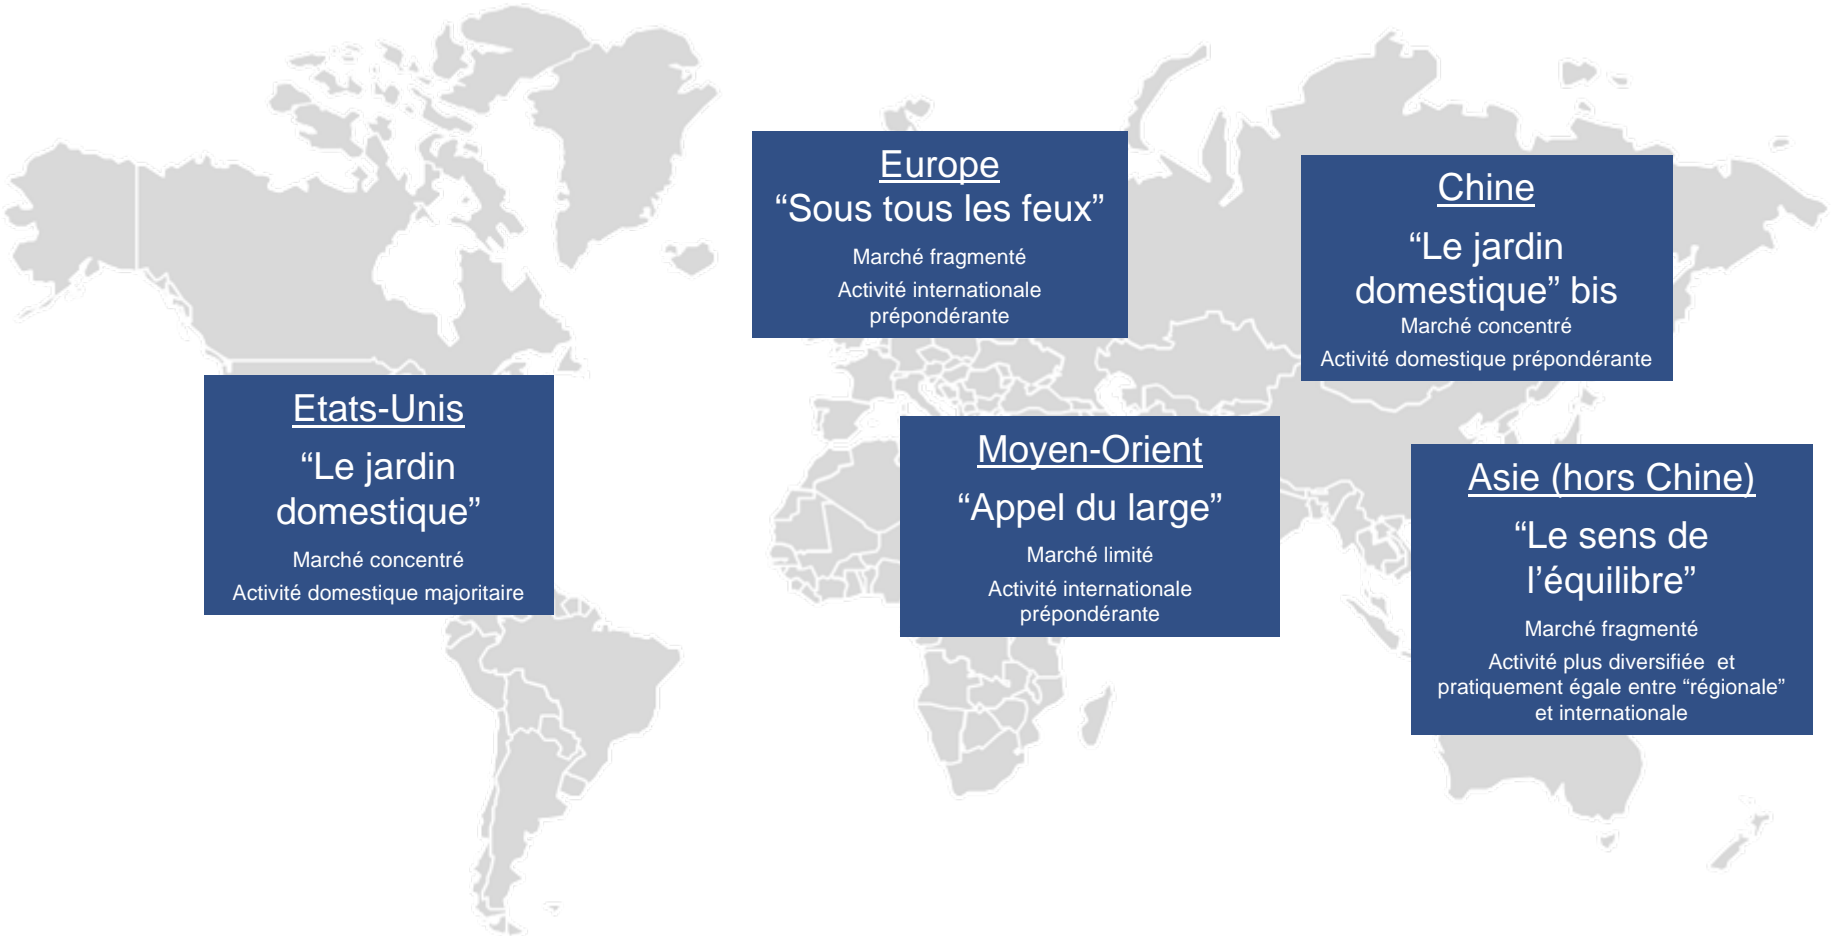 Europe
“Sous tous les feux”
Marché fragmenté
Activité internationale
prépondérante
Chine
“Le jardin
domestique” bis
Marché concentré
Activité domestique prépondérante
Etats-Unis
“Le jardin
domestique”
Marché concentré
Activité domestique majoritaire
Moyen-Orient
“Appel du large”
Marché limité
Activité internationale
prépondérante
Asie (hors Chine)
“Le sens de
l’équilibre”
Marché fragmenté
Activité plus diversifiée  et
pratiquement égale entre “régionale”
et internationale